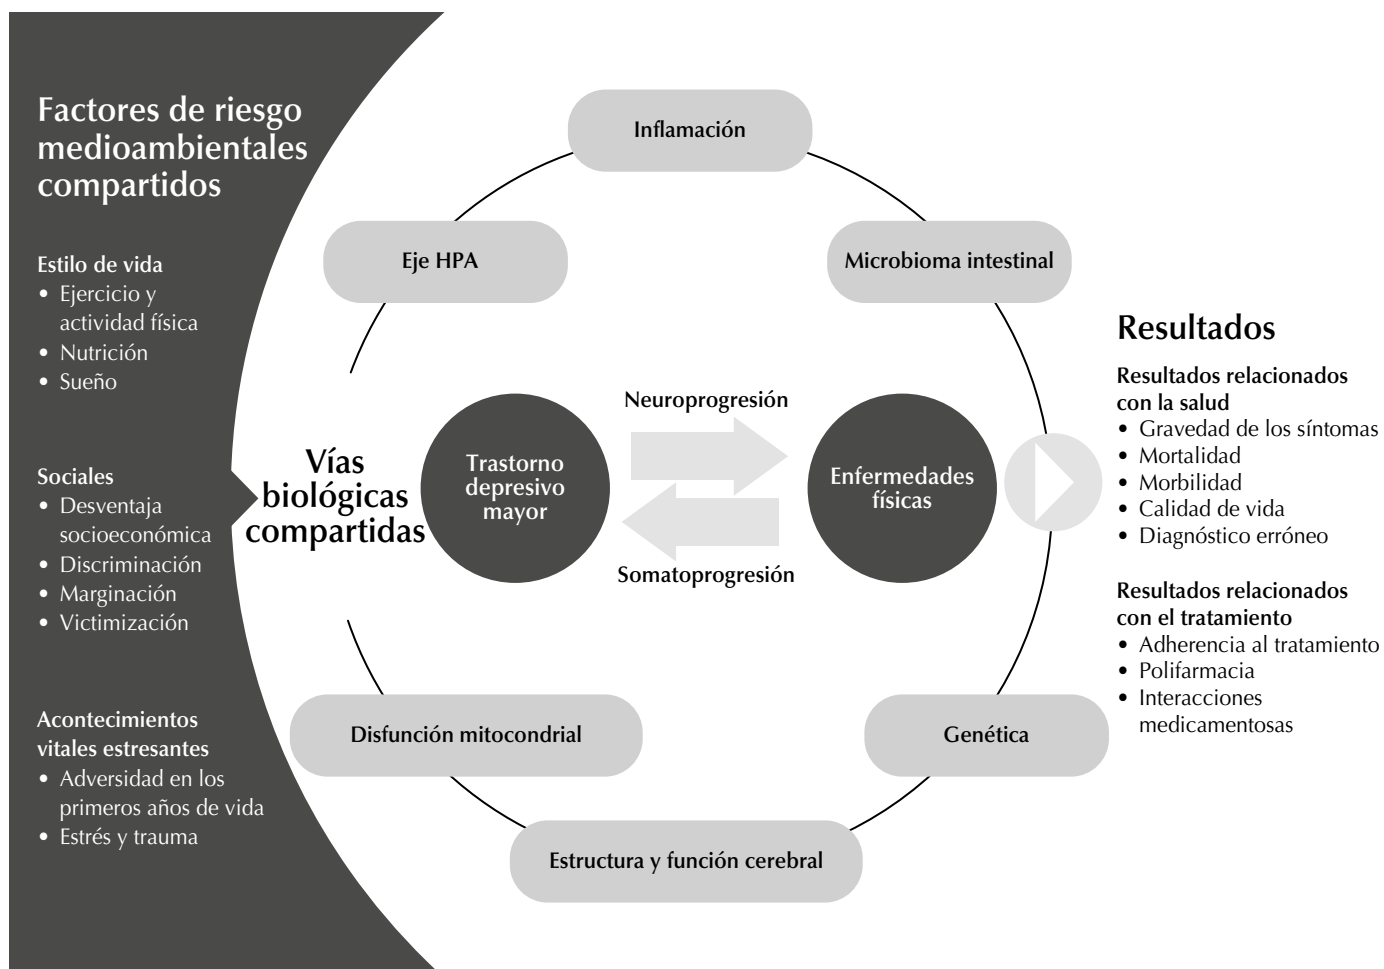 Factores de riesgo
medioambientales
compartidos
Estilo de vida
• Ejercicio y
actividad física
• Nutrición
• Sueño
Sociales
• Desventaja
socioeconómica
• Discriminación
• Marginación
• Victimización
Acontecimientos
vitales estresantes
• Adversidad en los
primeros años de vida
• Estrés y trauma
Vías
biológicas
compartidas
Inflamación
Eje HPA
Microbioma intestinal
Trastorno
depresivo
mayor
Neuroprogresión
Somatoprogresión
Enfermedades
físicas
Disfunción mitocondrial
Genética
Estructura y función cerebral
Resultados
Resultados relacionados
con la salud
• Gravedad de los síntomas
• Mortalidad
• Morbilidad
• Calidad de vida
• Diagnóstico erróneo
Resultados relacionados
con el tratamiento
• Adherencia al tratamiento
• Polifarmacia
• Interacciones
medicamentosas